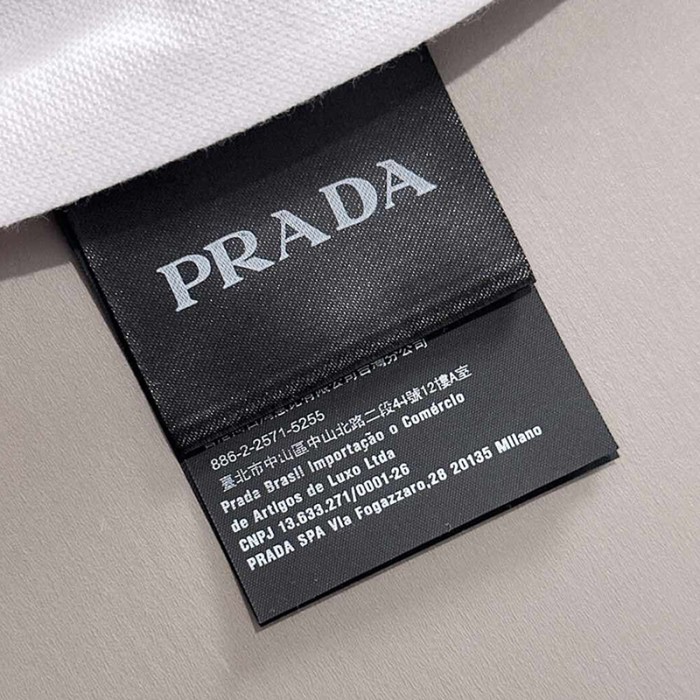 PRADA
886-2-2571-5255
臺北市中山區中山北路二段44號12樓A室
Prada Brasil Importação o Comércio
de Artigos de Luxo Ltda
CNPJ 13.633.271/0001-26
PRADA SPA Via Fogazzaro,28 20135 Milano